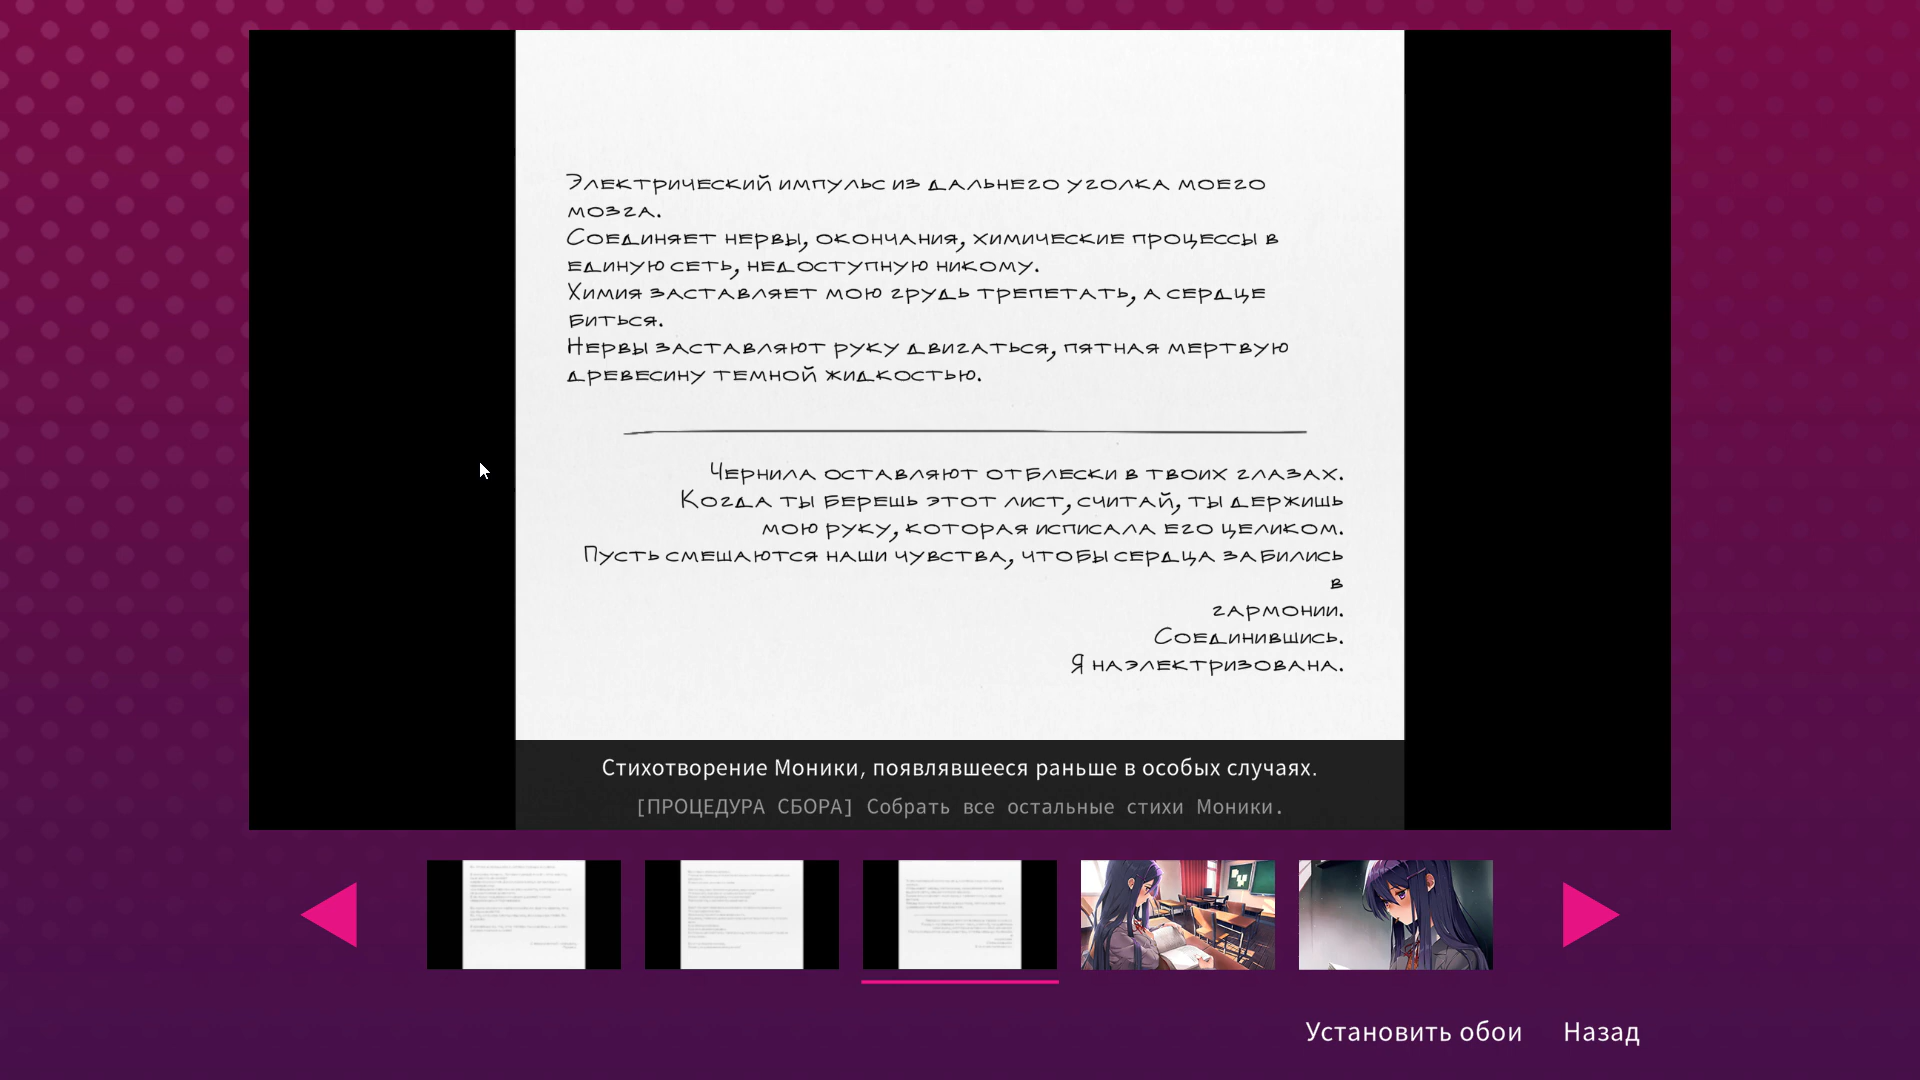 Электрический импульс из дальнего уголка моего
мозга.
Соединяет нервы, окончания, химические процессы в
единую сеть, недоступную никому.
Химия заставляет мою грудь трепетать, а сердце
биться.
Нервы заставляют руку двигаться, пятная мертвую
древесину темной жидкостью.
Чернила оставляют отблески в твоих глазах.
Когда ты берешь этот лист, считай, ты держишь
мою руку, которая исписала его целиком.
Пусть смешаются наши чувства, чтобы сердца забились
в
гармонии.
Соединившись.
Я наэлектризована.
Стихотворение Моники, появлявшееся раньше в особых случаях.
[ПРОЦЕДУРА СБОРА] Собрать все остальные стихи Моники.
Установить обои Назад